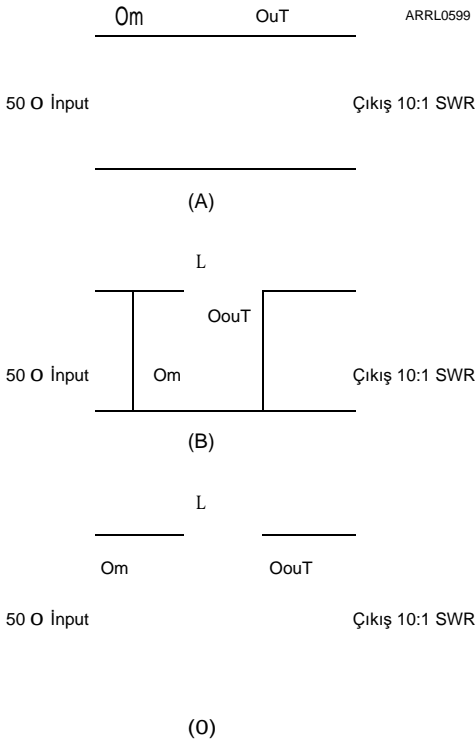 Om OuT ARRL0599
50 O İnput Çıkış 10:1 SWR
(A)
L
OouT
50 O İnput Om Çıkış 10:1 SWR
(B)
L
Om OouT
50 O İnput Çıkış 10:1 SWR
(0)